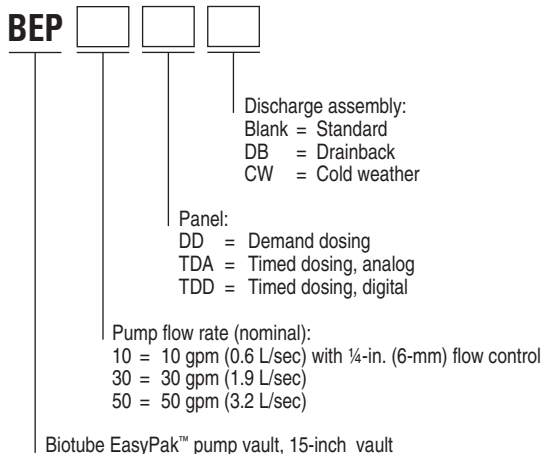 BEP
Discharge assembly:
Blank = Standard
DB = Drainback
CW = Cold weather
Panel:
DD = Demand dosing
TDA = Timed dosing, analog
TDD = Timed dosing, digital
Pump flow rate (nominal):
10 = 10 gpm (0.6 L/sec) with ¼-in. (6-mm) flow control
30 = 30 gpm (1.9 L/sec)
50 = 50 gpm (3.2 L/sec)
Biotube EasyPak™ pump vault, 15-inch vault